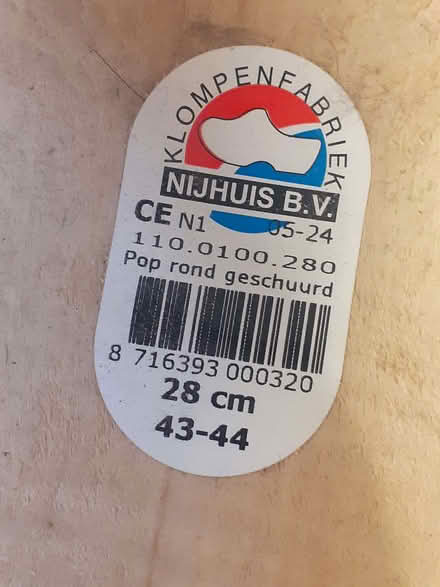 KLOMPENFABRIEK
NIJHUIS B.V.
CE N1 05-24
110.0100.280
Pop rond geschuurd
8 716393 000320
28 cm
43-44